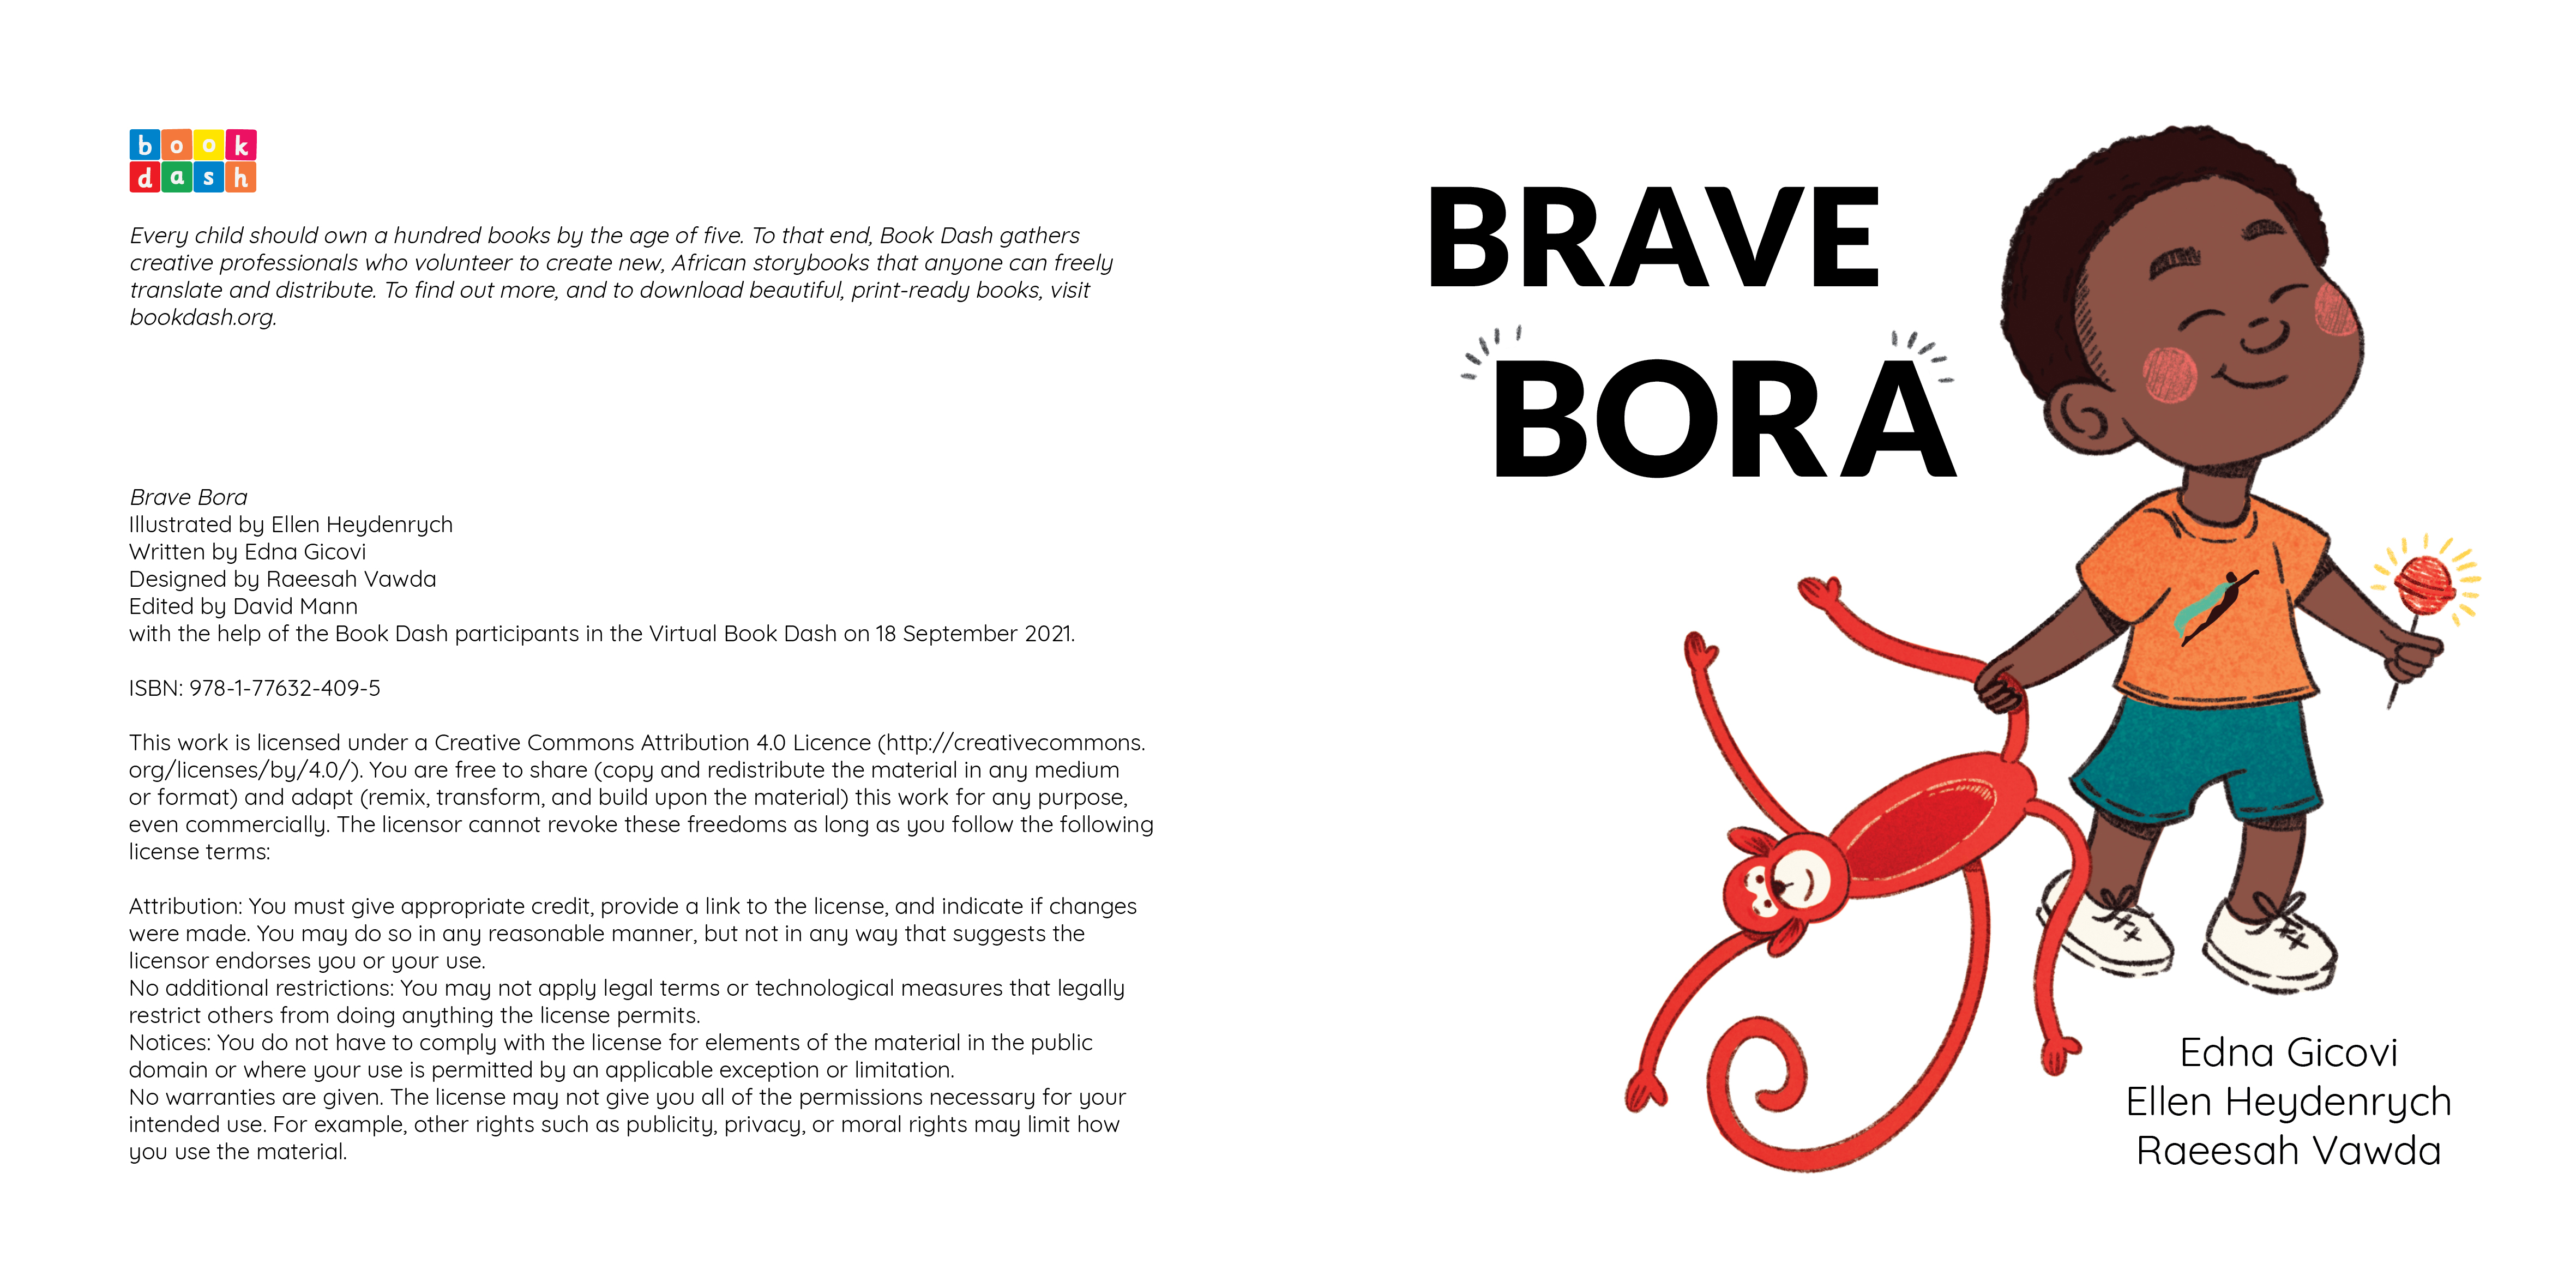 book
dash
Every child should own a hundred books by the age of five. To that end, Book Dash gathers
creative professionals who volunteer to create new, African storybooks that anyone can freely
translate and distribute. To find out more, and to download beautiful, print-ready books, visit
bookdash.org.
Brave Bora
Illustrated by Ellen Heydenrych
Written by Edna Gicovi
Designed by Raeesah Vawda
Edited by David Mann
with the help of the Book Dash participants in the Virtual Book Dash on 18 September 2021.
ISBN: 978-1-77632-409-5
This work is licensed under a Creative Commons Attribution 4.0 Licence (http://creativecommons.
org/licenses/by/4.0/). You are free to share (copy and redistribute the material in any medium
or format) and adapt (remix, transform, and build upon the material) this work for any purpose,
even commercially. The licensor cannot revoke these freedoms as long as you follow the following
license terms:
Attribution: You must give appropriate credit, provide a link to the license, and indicate if changes
were made. You may do so in any reasonable manner, but not in any way that suggests the
licensor endorses you or your use.
No additional restrictions: You may not apply legal terms or technological measures that legally
restrict others from doing anything the license permits.
Notices: You do not have to comply with the license for elements of the material in the public
domain or where your use is permitted by an applicable exception or limitation.
No warranties are given. The license may not give you all of the permissions necessary for your
intended use. For example, other rights such as publicity, privacy, or moral rights may limit how
you use the material.
BRAVE
BORA
Edna Gicovi
Ellen Heydenrych
Raeesah Vawda